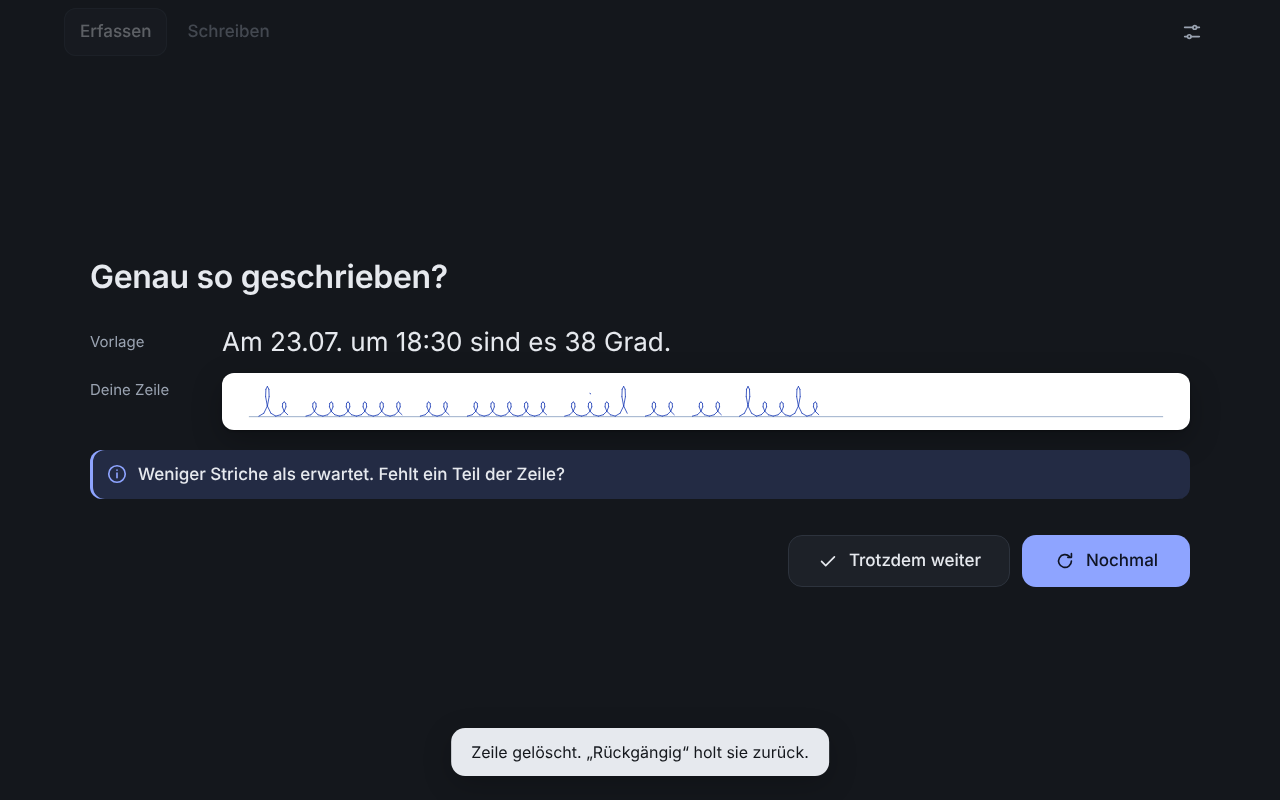 Erfassen
Schreiben
Genau so geschrieben?
Vorlage
Am 23.07. um 18:30 sind es 38 Grad.
Deine Zeile
Weniger Striche als erwartet. Fehlt ein Teil der Zeile?
Trotzdem weiter
Nochmal
Zeile gelöscht. „Rückgängig“ holt sie zurück.